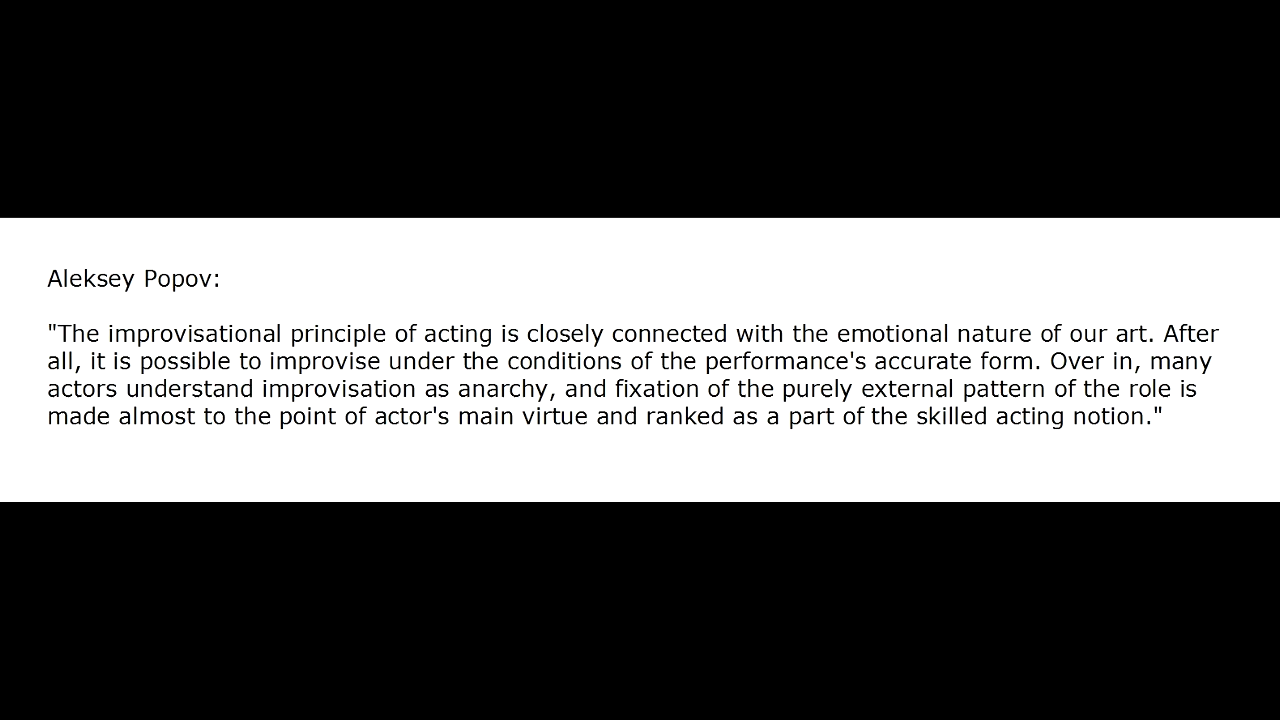 Aleksey Popov:
"The improvisational principle of acting is closely connected with the emotional nature of our art. After
all, it is possible to improvise under the conditions of the performance's accurate form. Over in, many
actors understand improvisation as anarchy, and fixation of the purely external pattern of the role is
made almost to the point of actor's main virtue and ranked as a part of the skilled acting notion."